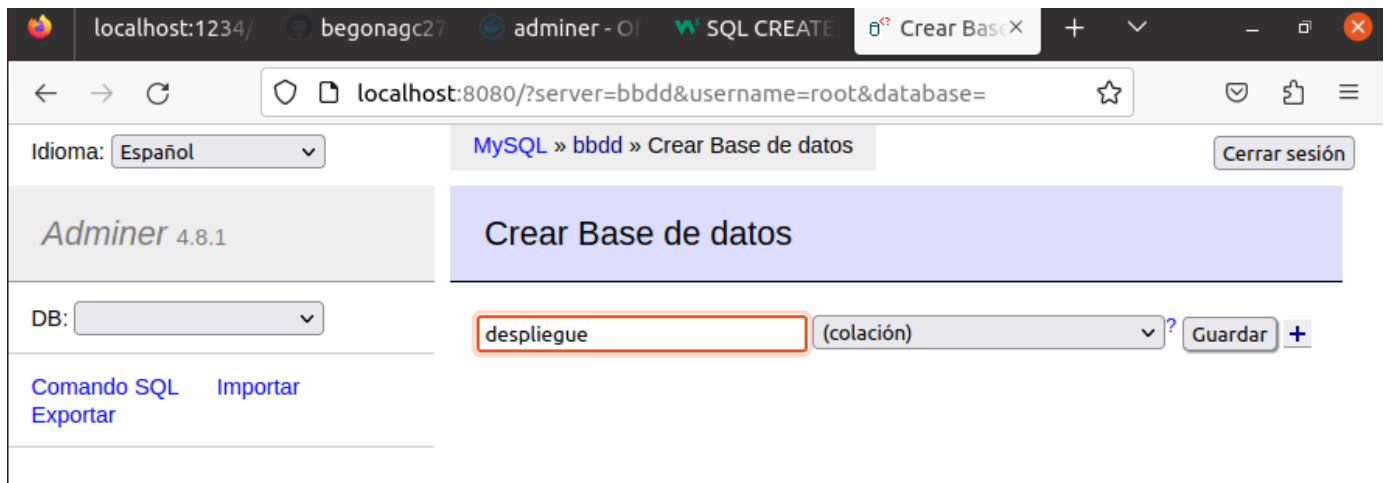 localhost:1234/ begonagc27 adminer - Of SQL CREATE Crear Base
localhost:8080/?server=bbdd&username=root&database=
Idioma: Español MySQL » bbdd » Crear Base de datos Cerrar sesión
Adminer 4.8.1 Crear Base de datos
DB: despliegue (colación) ? Guardar +
Comando SQL Importar
Exportar